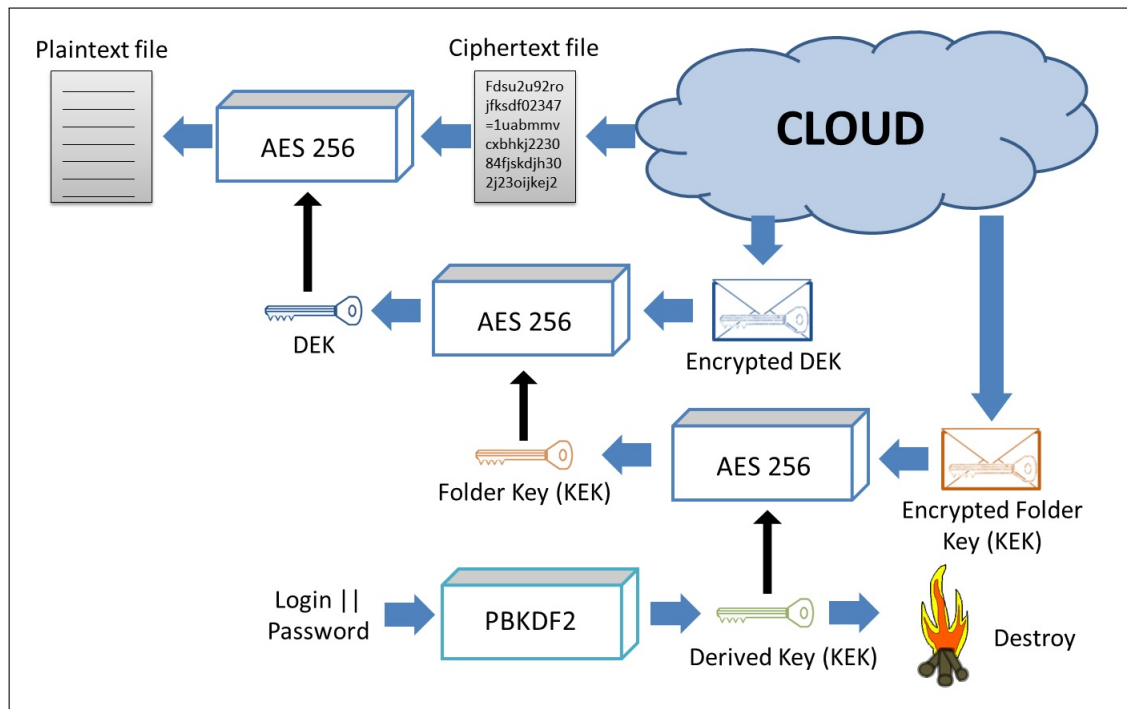 Plaintext file
Ciphertext file
Fdsu2u92ro
jfksdf02347
=1uabmmv
cxbhkj2230
84fjskdjh30
2j23oijkej2
CLOUD
AES 256
DEK
AES 256
Encrypted DEK
Folder Key (KEK)
AES 256
Encrypted Folder
Key (KEK)
Login ||
Password
PBKDF2
Derived Key (KEK)
Destroy